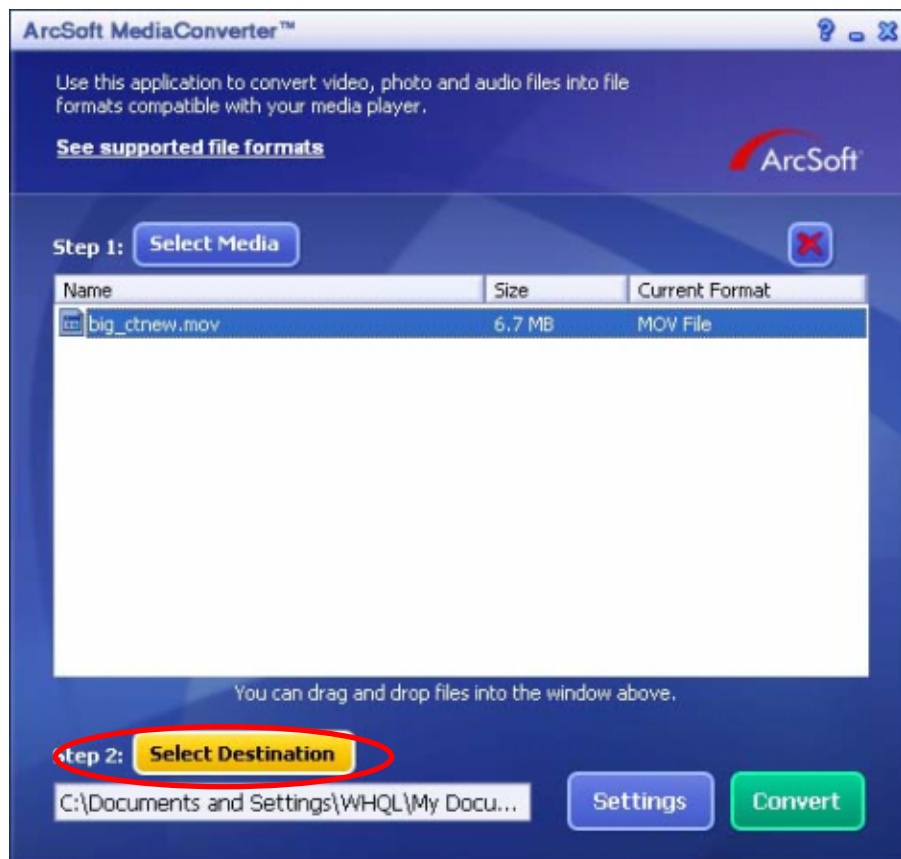 ArcSoft MediaConverter™
Use this application to convert video, photo and audio files into file
formats compatible with your media player.
See supported file formats
ArcSoft
Step 1: Select Media
Name Size Current Format
big_ctnew.mov 6.7 MB MOV File
You can drag and drop files into the window above.
Step 2: Select Destination
C:\Documents and Settings\WHQL\My Docu...
Settings
Convert